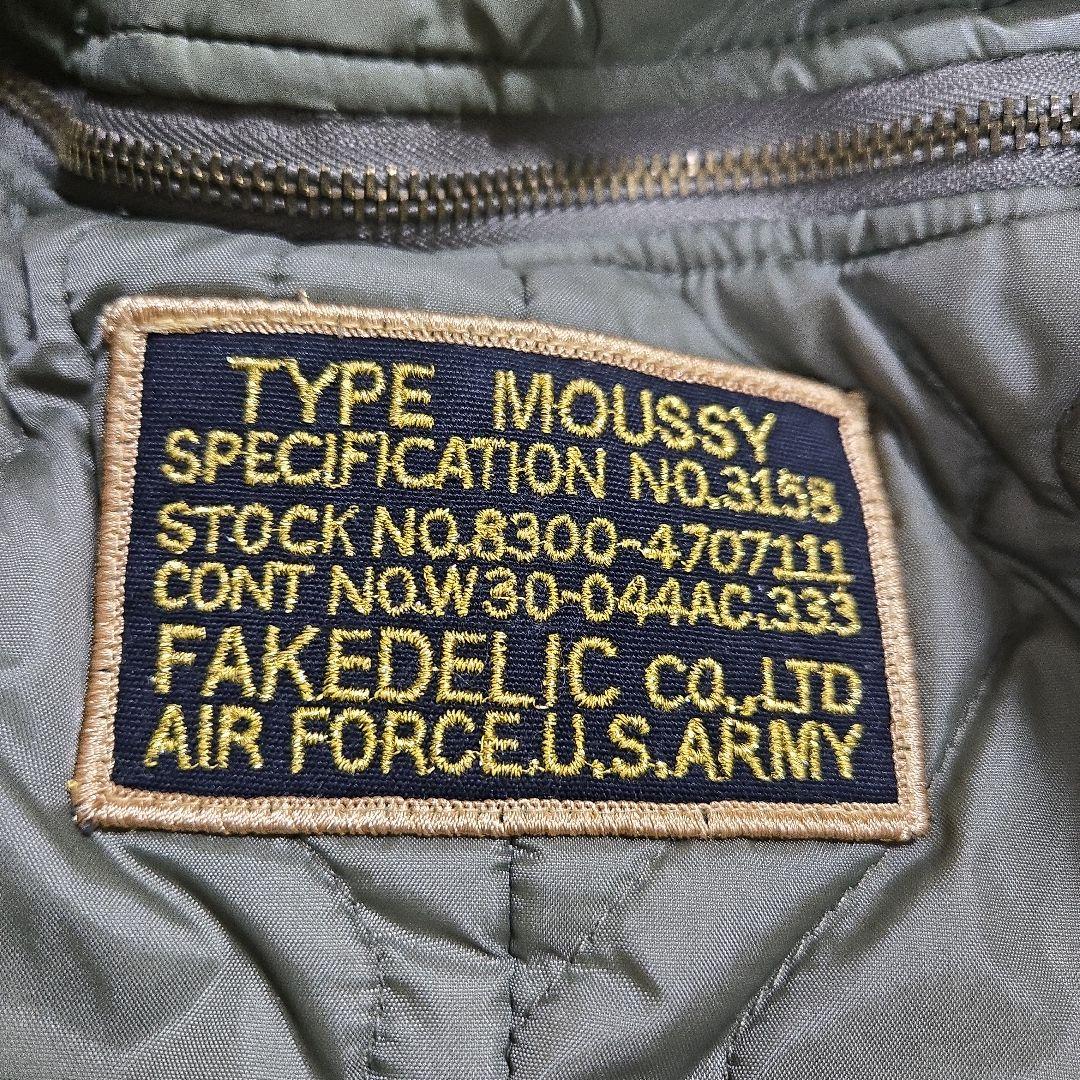 TYPE MOUSSY
SPECIFICATION NO.3158
STOCK NO.8300-4707111
CONT NO.W30-044AC.333
FAKEDELIC CO.,LTD
AIR FORCE.U.S.ARMY